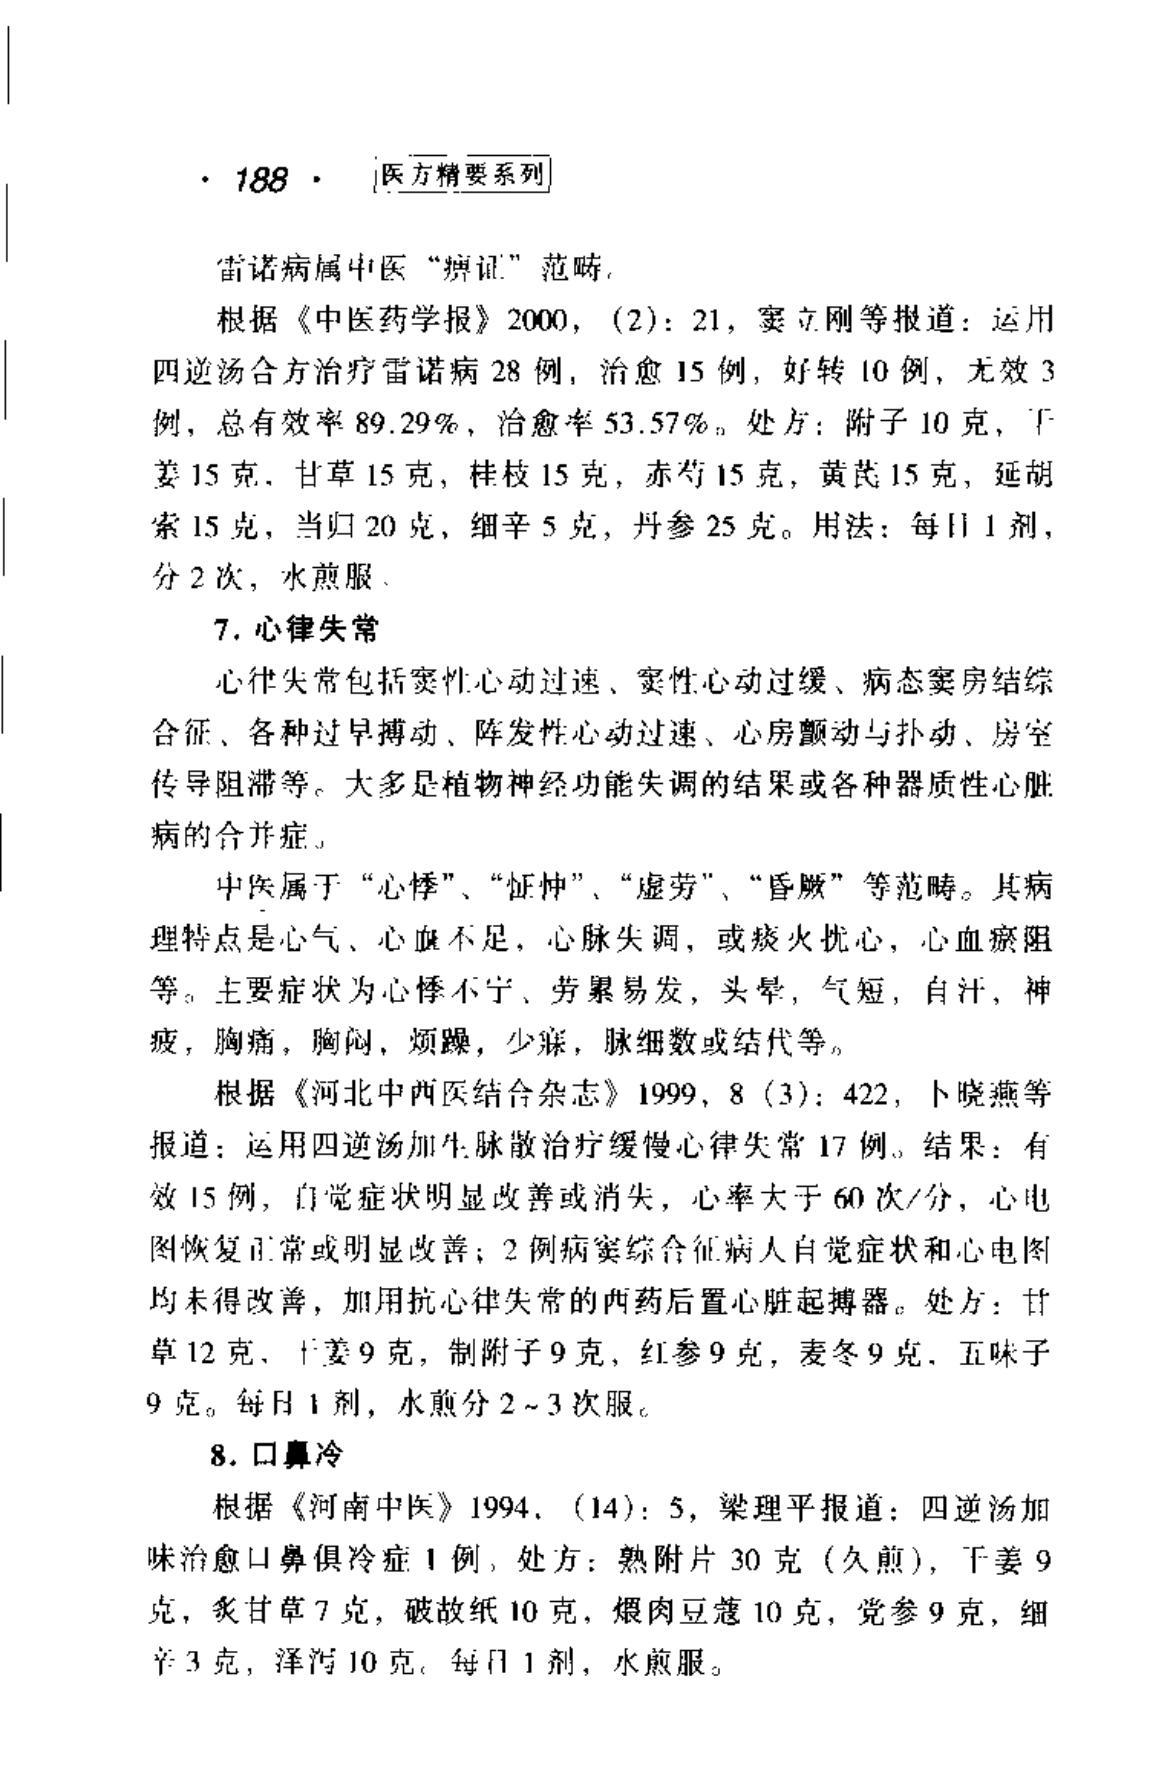 · 188 · 医方精要系列
雷诺病属中医“痹证”范畴。
根据《中医药学报》2000，（2）：21，窦立刚等报道：运用
四逆汤合方治疗雷诺病 28 例，治愈 15 例，好转 10 例，无效 3
例，总有效率 89.29%，治愈率 53.57%。处方：附子 10 克，干
姜 15 克，甘草 15 克，桂枝 15 克，赤芍 15 克，黄芪 15 克，延胡
索 15 克，当归 20 克，细辛 5 克，丹参 25 克。用法：每日 1 剂，
分 2 次，水煎服。
7. 心律失常
心律失常包括窦性心动过速、窦性心动过缓、病态窦房结综
合征、各种过早搏动、阵发性心动过速、心房颤动与扑动、房室
传导阻滞等。大多是植物神经功能失调的结果或各种器质性心脏
病的合并症。
中医属于“心悸”、“怔忡”、“虚劳”、“昏厥”等范畴。其病
理特点是心气、心血不足，心脉失调，或痰火扰心，心血瘀阻
等。主要症状为心悸不宁、劳累易发，头晕，气短，自汗，神
疲，胸痛，胸闷，烦躁，少寐，脉细数或结代等。
根据《河北中西医结合杂志》1999，8（3）：422，卜晓燕等
报道：运用四逆汤加生脉散治疗缓慢心律失常 17 例。结果：有
效 15 例，自觉症状明显改善或消失，心率大于 60 次/分，心电
图恢复正常或明显改善；2 例病窦综合征病人自觉症状和心电图
均未得改善，加用抗心律失常的西药后置心脏起搏器。处方：甘
草 12 克，干姜 9 克，制附子 9 克，红参 9 克，麦冬 9 克，五味子
9 克。每日 1 剂，水煎分 2~3 次服。
8. 口鼻冷
根据《河南中医》1994，（14）：5，梁理平报道：四逆汤加
味治愈口鼻俱冷症 1 例。处方：熟附片 30 克（久煎），干姜 9
克，炙甘草 7 克，破故纸 10 克，煨肉豆蔻 10 克，党参 9 克，细
辛 3 克，泽泻 10 克。每日 1 剂，水煎服。